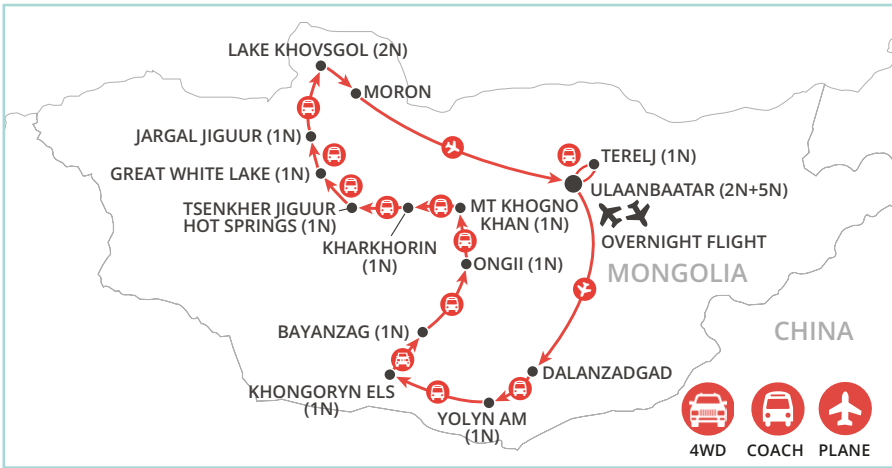 LAKE KHOVSGOL (2N)
MORON
JARGAL JIGUUR (1N)
TERELJ (1N)
GREAT WHITE LAKE (1N)
ULAANBAATAR (2N+5N)
TSENKHER JIGUUR
HOT SPRINGS (1N)
MT KHOGNO
KHAN (1N)
KHARKHORIN
(1N)
OVERNIGHT FLIGHT
ONGII (1N)
MONGOLIA
BAYANZAG (1N)
CHINA
DALANZADGAD
KHONGORYN ELS
(1N)
YOLYN AM
(1N)
4WD
COACH
PLANE